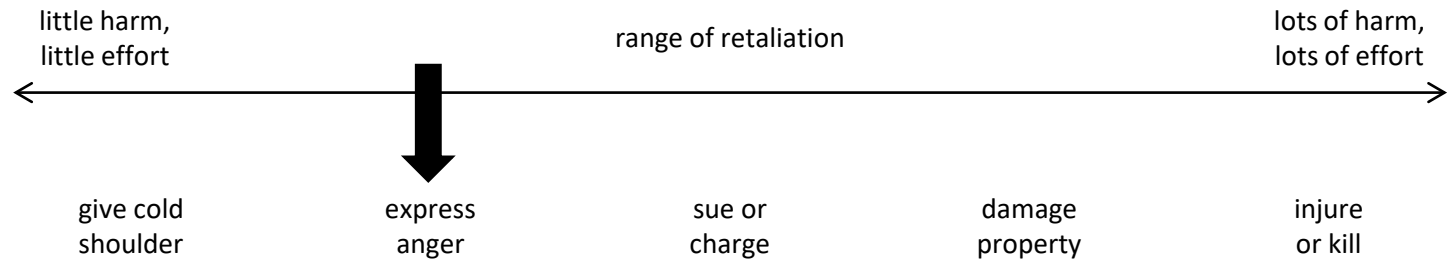 little harm,
little effort
range of retaliation
lots of harm,
lots of effort
give cold
shoulder
express
anger
sue or
charge
damage
property
injure
or kill